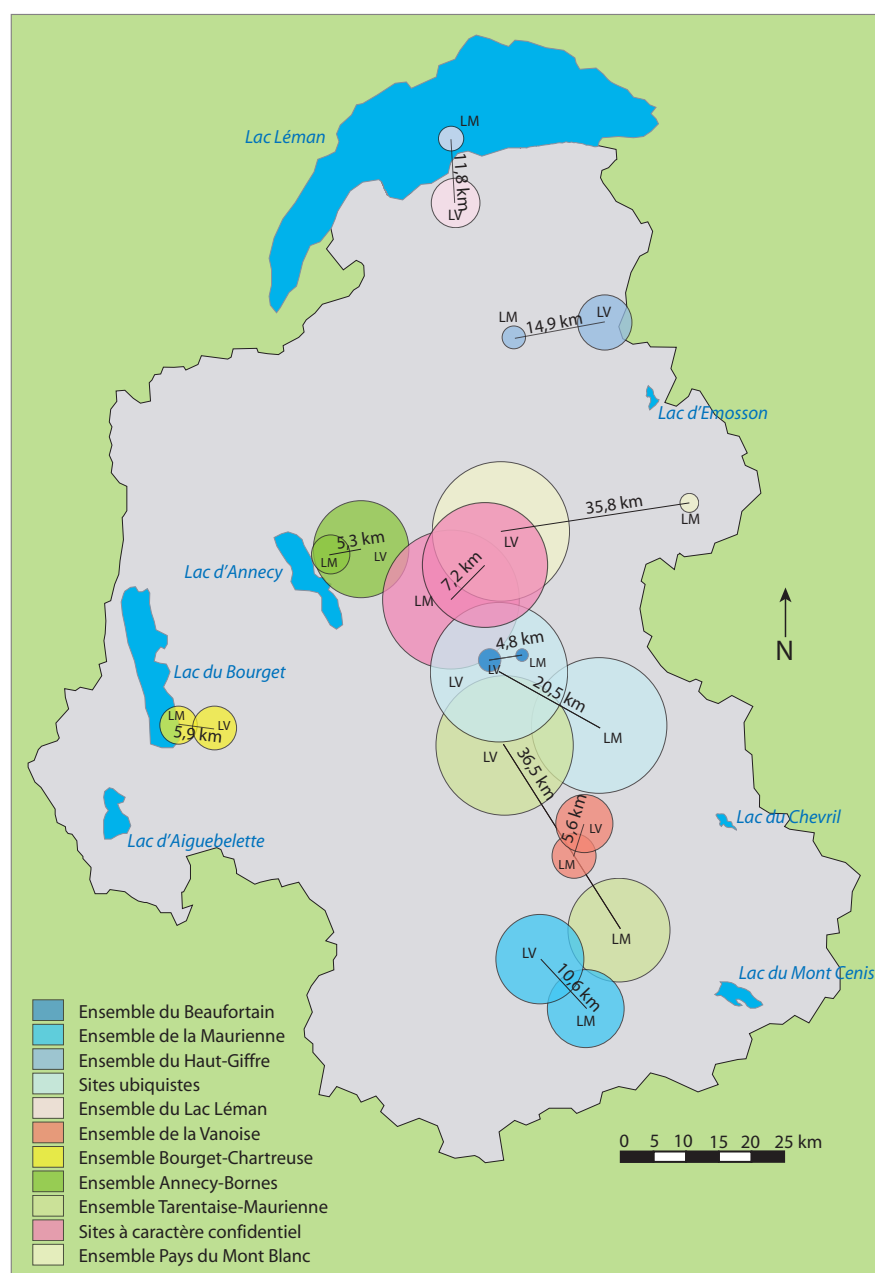 LM
Lac Léman
11,8 km
LV
LV
LM
14,9 km
Lac d'Emosson
35,8 km
LM
LV
5,3 km
LM
LV
Lac d'Annecy
7,2 km
LM
N
4,8 km
LM
LV
LV
Lac du Bourget
20,5 km
LM
LM
LV
5,9 km
LV
36,5 km
Lac d'Aiguebelette
Lac du Chevril
5,6 km
LV
LM
LM
LV
10,6 km
LM
Lac du Mont Cenis
Ensemble du Beaufortain
Ensemble de la Maurienne
Ensemble du Haut-Giffre
Sites ubiquistes
Ensemble du Lac Léman
Ensemble de la Vanoise
Ensemble Bourget-Chartreuse
Ensemble Annecy-Bornes
Ensemble Tarentaise-Maurienne
Sites à caractère confidentiel
Ensemble Pays du Mont Blanc
0 5 10 15 20 25 km